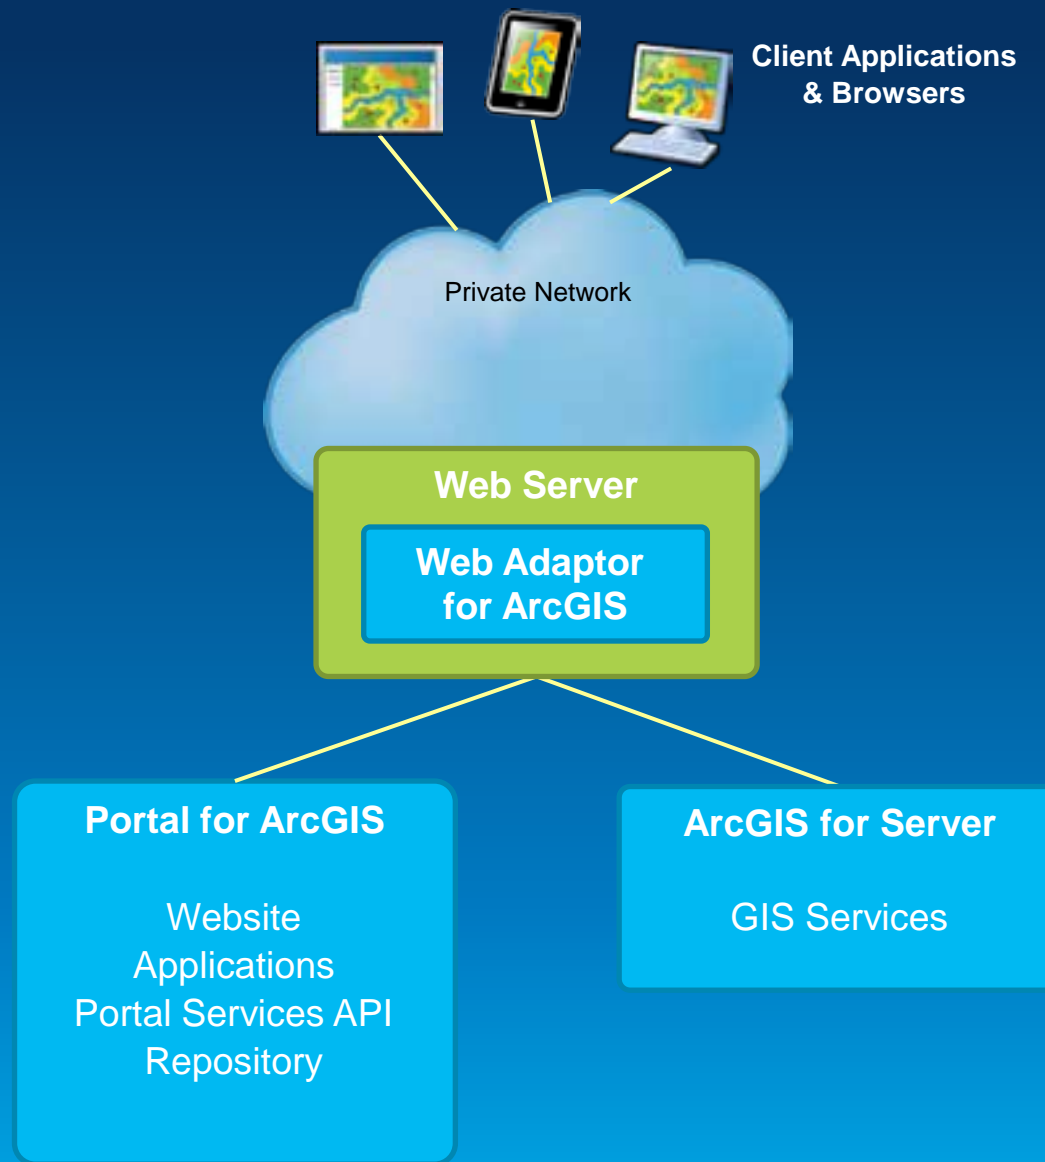 Client Applications
& Browsers
Private Network
Web Server
Web Adaptor
for ArcGIS
Portal for ArcGIS
Website
Applications
Portal Services API
Repository
ArcGIS for Server
GIS Services